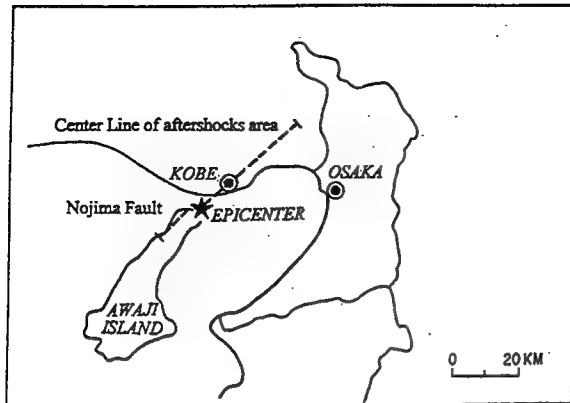 Center Line of aftershocks area
KOBE
OSAKA
Nojima Fault
EPICENTER
AWAJI
ISLAND
0 20 KM